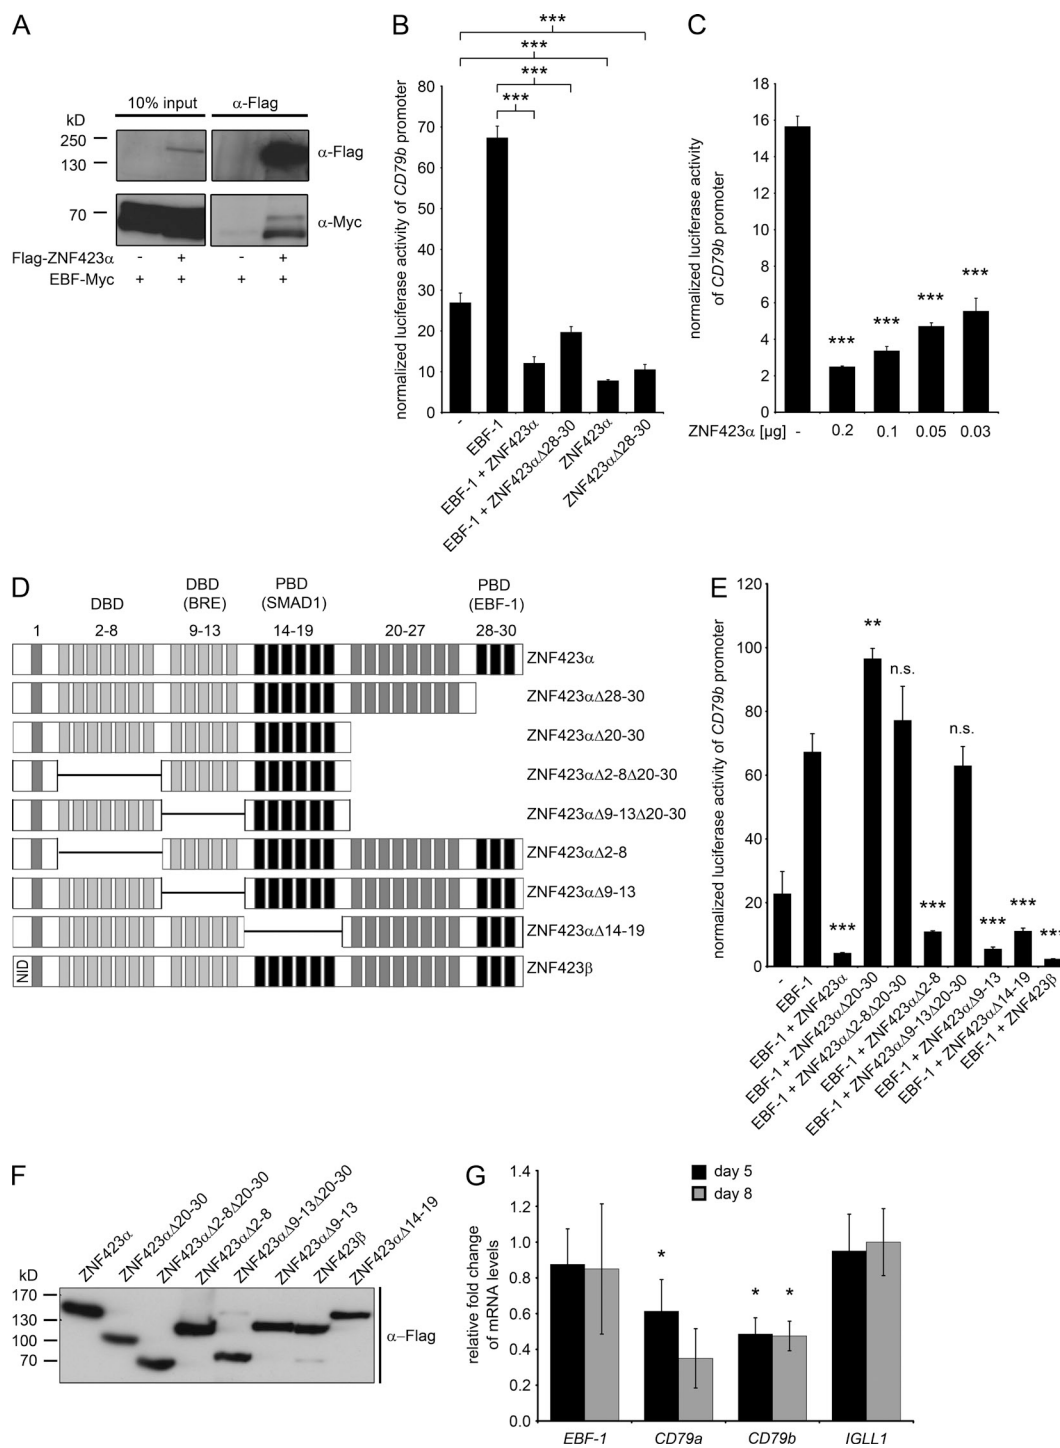 A
10% input
α-Flag
kD
250
130
α-Flag
70
α-Myc
Flag-ZNF423α - + - +
EBF-Myc + + + +
B
***
***
***
***
normalized luciferase activity of CD79b promoter
80
70
60
50
40
30
20
10
0
-
EBF-1
EBF-1 + ZNF423α
EBF-1 + ZNF423αΔ28-30
ZNF423α
ZNF423αΔ28-30
C
normalized luciferase activity
of CD79b promoter
18
16
14
12
10
8
6
4
2
0
***
***
***
***
ZNF423α [µg] - 0.2 0.1 0.05 0.03
D
DBD
DBD
(BRE)
PBD
(SMAD1)
PBD
(EBF-1)
1 2-8 9-13 14-19 20-27 28-30
ZNF423α
ZNF423αΔ28-30
ZNF423αΔ20-30
ZNF423αΔ2-8Δ20-30
ZNF423αΔ9-13Δ20-30
ZNF423αΔ2-8
ZNF423αΔ9-13
ZNF423αΔ14-19
NID
ZNF423β
E
normalized luciferase activity of CD79b promoter
120
100
80
60
40
20
0
***
**
n.s.
***
n.s.
***
***
***
-
EBF-1
EBF-1 + ZNF423α
EBF-1 + ZNF423αΔ20-30
EBF-1 + ZNF423αΔ2-8Δ20-30
EBF-1 + ZNF423αΔ2-8
EBF-1 + ZNF423αΔ9-13Δ20-30
EBF-1 + ZNF423αΔ9-13
EBF-1 + ZNF423αΔ14-19
EBF-1 + ZNF423β
F
ZNF423α
ZNF423αΔ20-30
ZNF423αΔ2-8Δ20-30
ZNF423αΔ2-8
ZNF423αΔ9-13Δ20-30
ZNF423αΔ9-13
ZNF423β
ZNF423αΔ14-19
kD
170
130
100
70
α–Flag
G
relative fold change
of mRNA levels
1.4
1.2
1.0
0.8
0.6
0.4
0.2
0.0
day 5
day 8
*
*
*
EBF-1
CD79a
CD79b
IGLL1